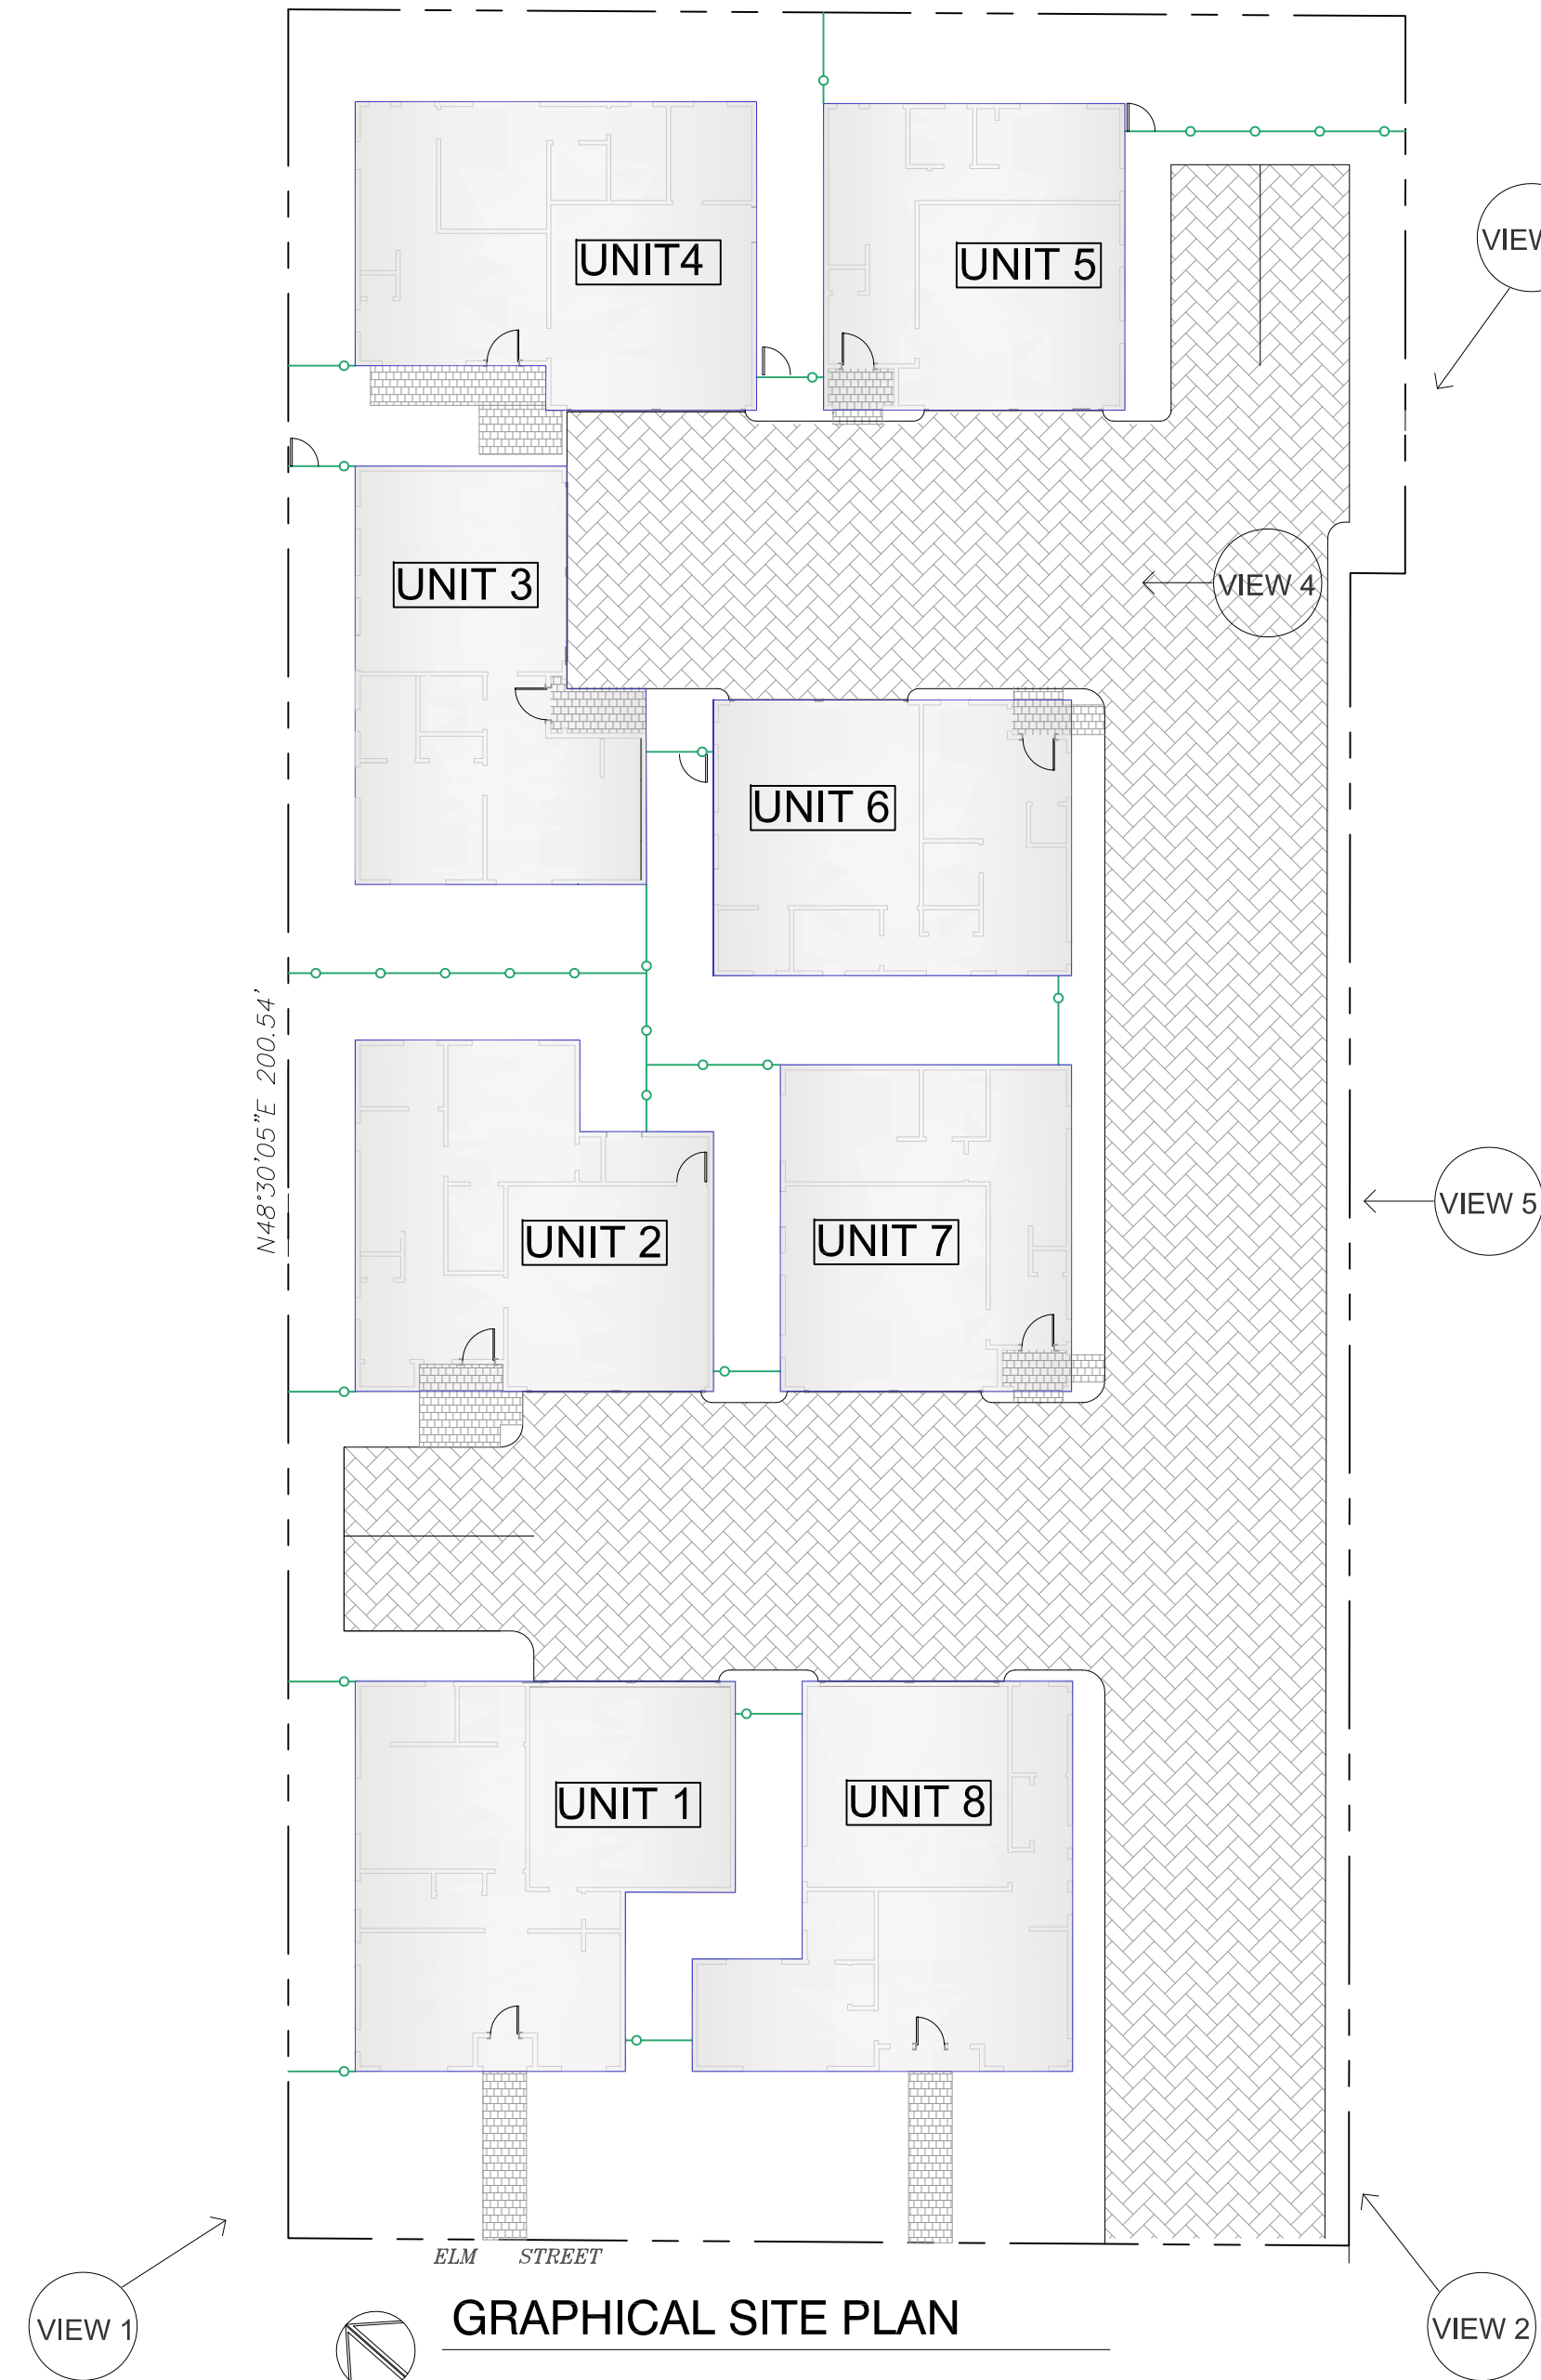 UNIT4
UNIT 5
VIEW
UNIT 3
VIEW 4
UNIT 6
N48°30'05"E 200.54'
VIEW 5
UNIT 2
UNIT 7
UNIT 1
UNIT 8
ELM STREET
GRAPHICAL SITE PLAN
VIEW 1
VIEW 2